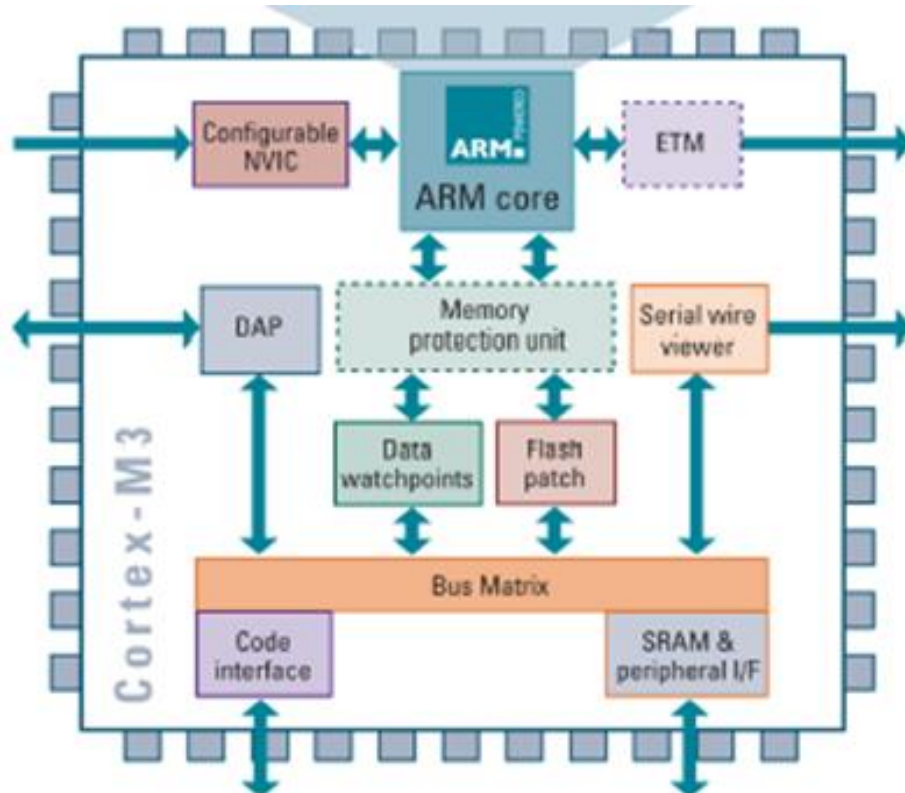 Configurable
NVIC
ARM
POWERED
ARM core
ETM
DAP
Memory
protection unit
Serial wire
viewer
Data
watchpoints
Flash
patch
Cortex-M3
Bus Matrix
Code
interface
SRAM &
peripheral I/F